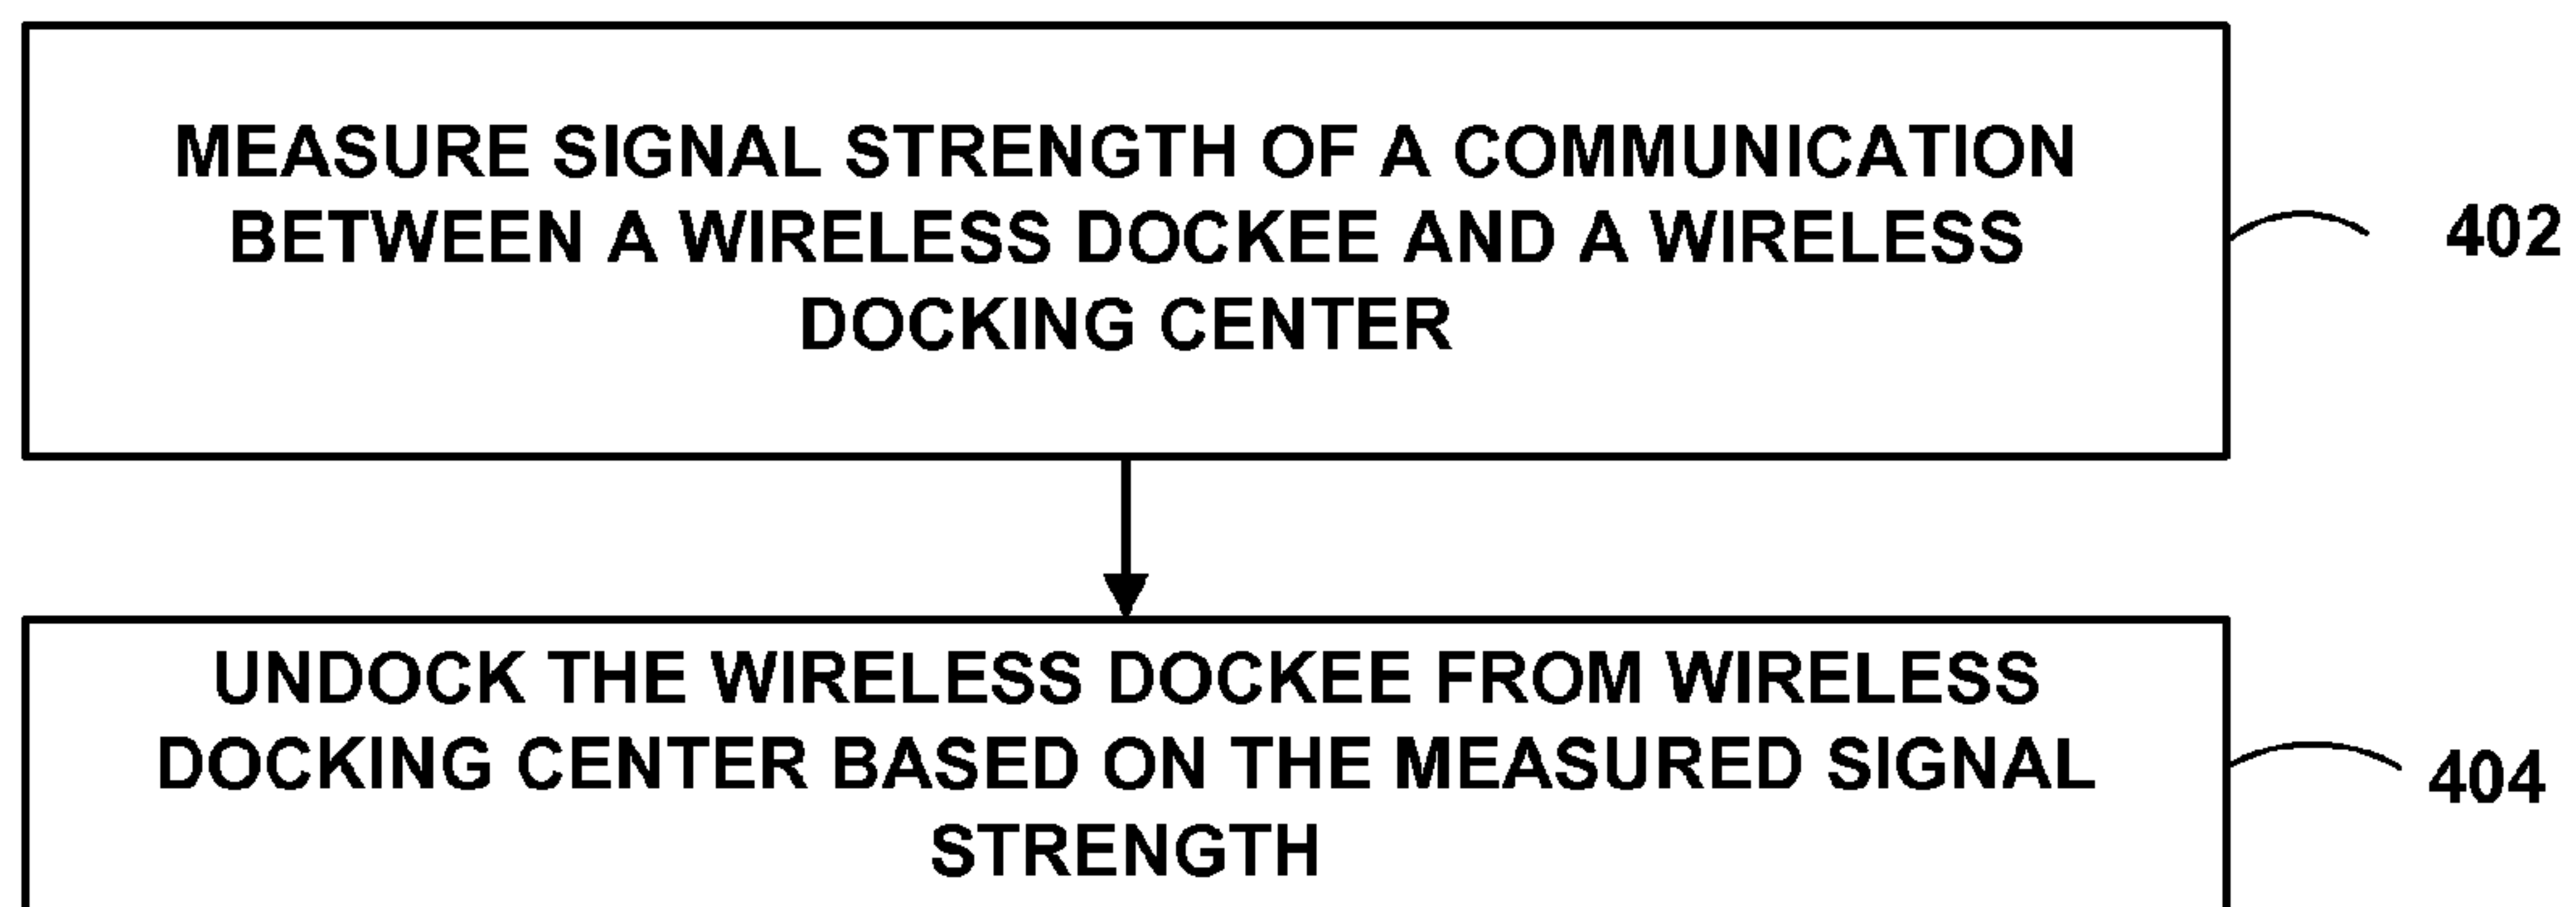 MEASURE SIGNAL STRENGTH OF A COMMUNICATION
BETWEEN A WIRELESS DOCKEE AND A WIRELESS
DOCKING CENTER
402
UNDOCK THE WIRELESS DOCKEE FROM WIRELESS
DOCKING CENTER BASED ON THE MEASURED SIGNAL
STRENGTH
404